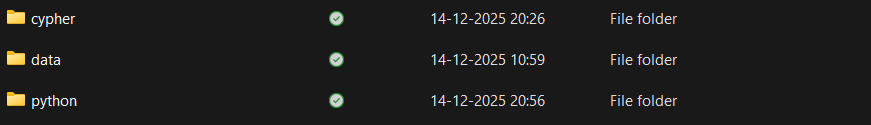 cypher 14-12-2025 20:26 File folder
data 14-12-2025 10:59 File folder
python 14-12-2025 20:56 File folder